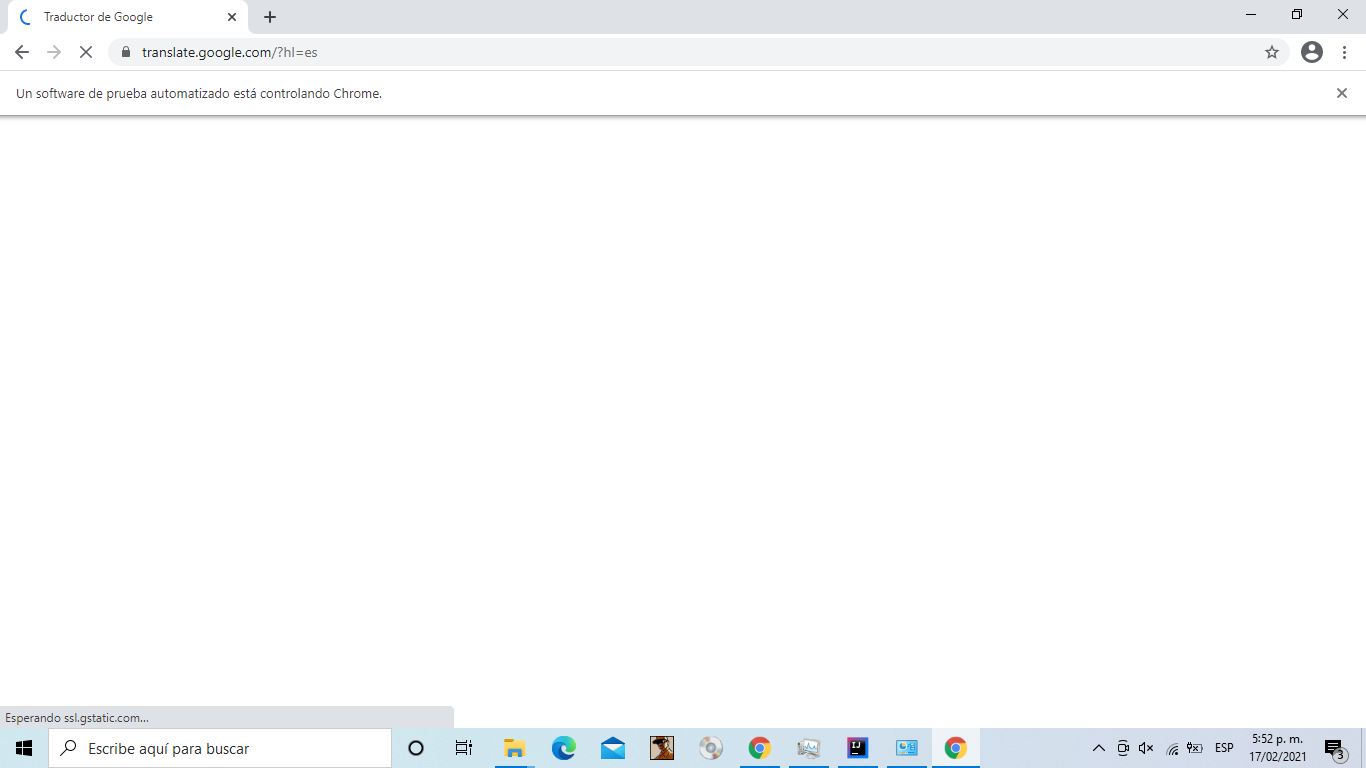 Traductor de Google
translate.google.com/?hl=es
Un software de prueba automatizado está controlando Chrome.
Esperando ssl.gstatic.com...
Escribe aquí para buscar
IJ
ESP
5:52 p. m.
17/02/2021
3